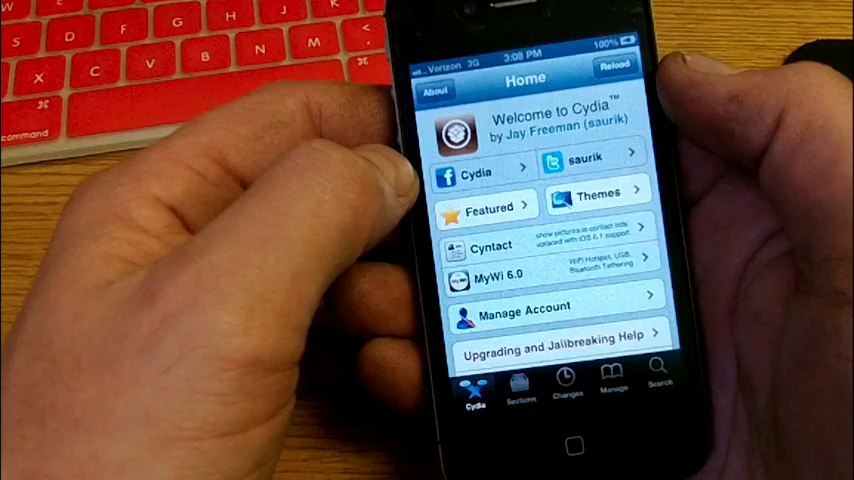 W
G
H
J
S
D
F
X
C
V
B
N
M
<
,
⌘
command
⌘
Verizon 3G 3:08 PM 100%
About Home Reload
Welcome to Cydia™
by Jay Freeman (saurik)
Cydia saurik
Featured Themes
Cyntact show pictures in contact lists
updated with iOS 6.1 support
MyWi 6.0 WiFi Hotspot, USB,
Bluetooth Tethering
Manage Account
Upgrading and Jailbreaking Help
Cydia Sections Changes Manage Search